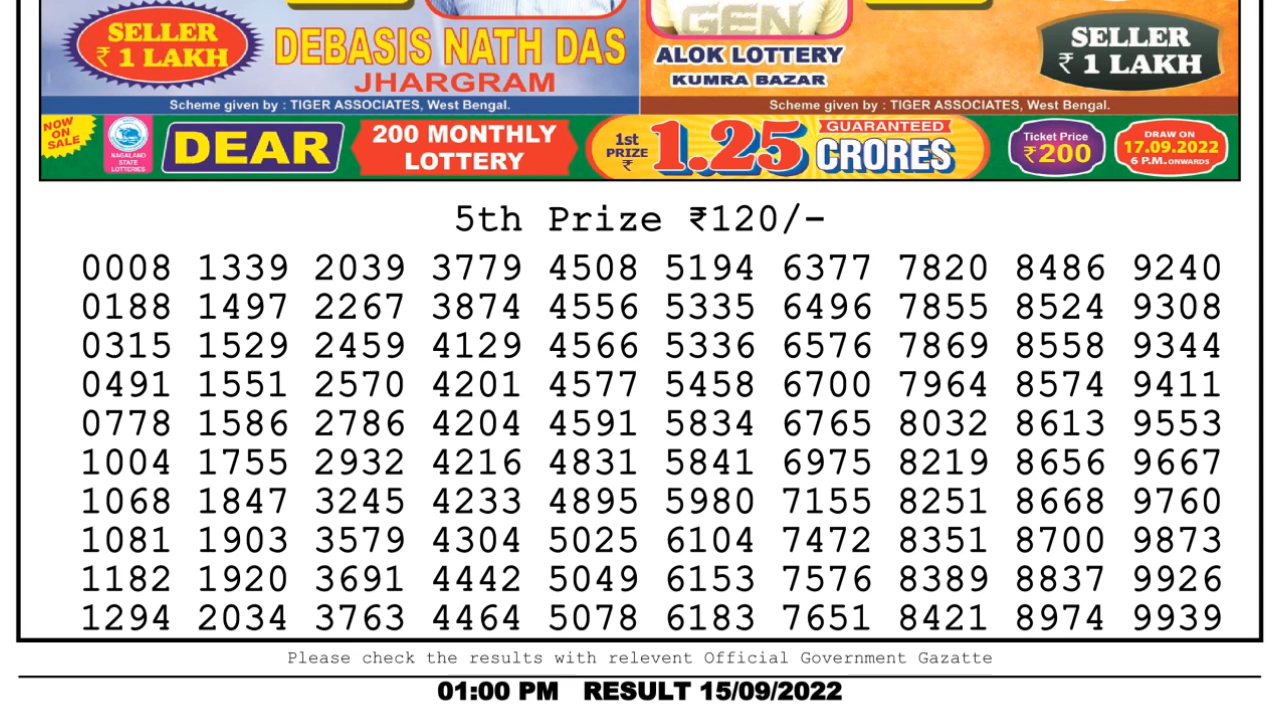 SELLER
₹ 1 LAKH
DEBASIS NATH DAS
JHARGRAM
Scheme given by : TIGER ASSOCIATES, West Bengal.
GEN
ALOK LOTTERY
KUMRA BAZAR
SELLER
₹ 1 LAKH
Scheme given by : TIGER ASSOCIATES, West Bengal.
NOW
ON
SALE
NAGALAND
STATE
LOTTERIES
DEAR
200 MONTHLY
LOTTERY
1st
PRIZE
₹
1.25
GUARANTEED
CRORES
Ticket Price
₹200
DRAW ON
17.09.2022
6 P.M. ONWARDS
5th Prize ₹120/-
0008 1339 2039 3779 4508 5194 6377 7820 8486 9240
0188 1497 2267 3874 4556 5335 6496 7855 8524 9308
0315 1529 2459 4129 4566 5336 6576 7869 8558 9344
0491 1551 2570 4201 4577 5458 6700 7964 8574 9411
0778 1586 2786 4204 4591 5834 6765 8032 8613 9553
1004 1755 2932 4216 4831 5841 6975 8219 8656 9667
1068 1847 3245 4233 4895 5980 7155 8251 8668 9760
1081 1903 3579 4304 5025 6104 7472 8351 8700 9873
1182 1920 3691 4442 5049 6153 7576 8389 8837 9926
1294 2034 3763 4464 5078 6183 7651 8421 8974 9939
Please check the results with relevent Official Government Gazatte
01:00 PM RESULT 15/09/2022